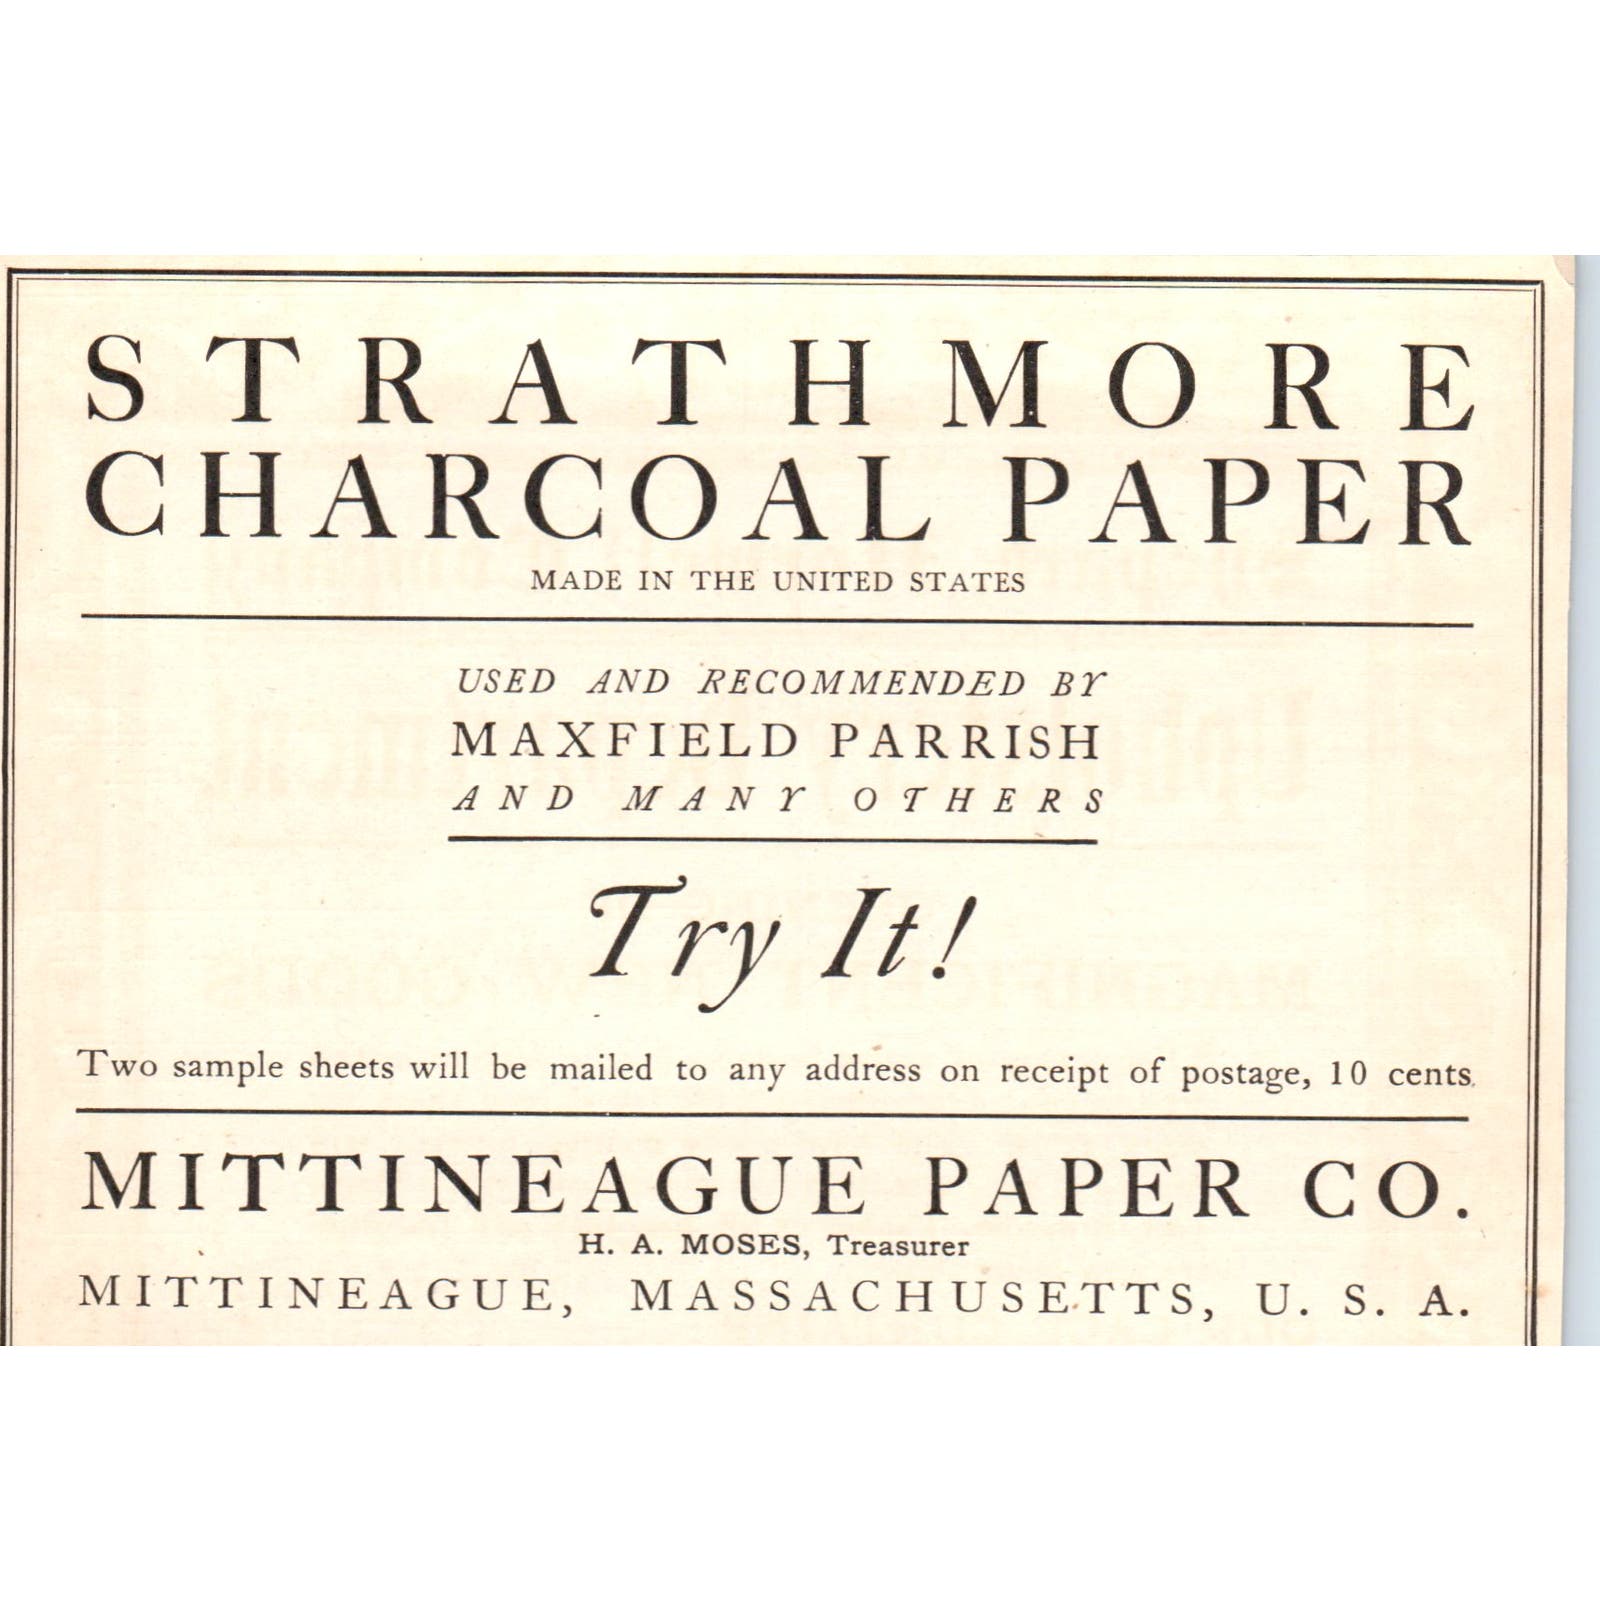 STRATHMORE
CHARCOAL PAPER
MADE IN THE UNITED STATES
USED AND RECOMMENDED BY
MAXFIELD PARRISH
AND MANY OTHERS
Try It!
Two sample sheets will be mailed to any address on receipt of postage, 10 cents.
MITTINEAGUE PAPER CO.
H. A. MOSES, Treasurer
MITTINEAGUE, MASSACHUSETTS, U. S. A.